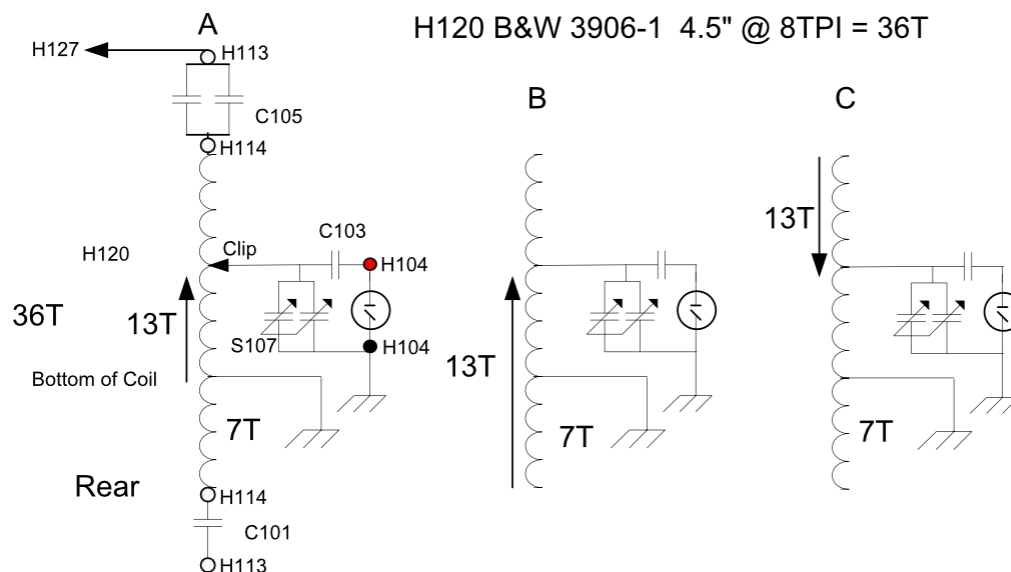 H120 B&W 3906-1 4.5" @ 8TPI = 36T
A
H127
H113
C105
H114
H120
Clip
C103
H104
36T
13T
S107
H104
Bottom of Coil
7T
Rear
H114
C101
H113
B
13T
7T
C
13T
7T